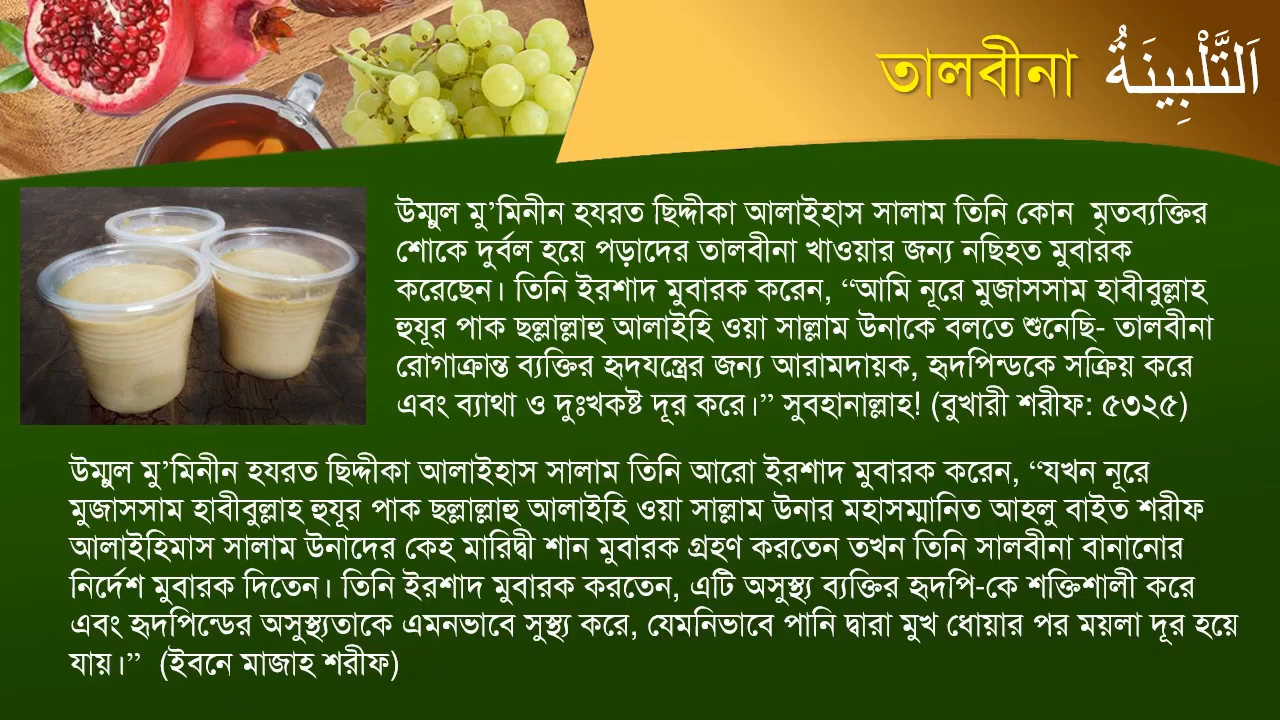 তালবীনা اَلتَّلْبِينَةُ
উম্মুল মু’মিনীন হযরত ছিদ্দীকা আলাইহাস সালাম তিনি কোন মৃতব্যক্তির
শোকে দুর্বল হয়ে পড়াদের তালবীনা খাওয়ার জন্য নছিহত মুবারক
করেছেন। তিনি ইরশাদ মুবারক করেন, “আমি নূরে মুজাসসাম হাবীবুল্লাহ
হুযূর পাক ছল্লাল্লাহু আলাইহি ওয়া সাল্লাম উনাকে বলতে শুনেছি- তালবীনা
রোগাক্রান্ত ব্যক্তির হৃদযন্ত্রের জন্য আরামদায়ক, হৃদপিন্ডকে সক্রিয় করে
এবং ব্যাথা ও দুঃখকষ্ট দূর করে।” সুবহানাল্লাহ! (বুখারী শরীফ: ৫৩২৫)
উম্মুল মু’মিনীন হযরত ছিদ্দীকা আলাইহাস সালাম তিনি আরো ইরশাদ মুবারক করেন, “যখন নূরে
মুজাসসাম হাবীবুল্লাহ হুযূর পাক ছল্লাল্লাহু আলাইহি ওয়া সাল্লাম উনার মহাসম্মানিত আহলু বাইত শরীফ
আলাইহিমাস সালাম উনাদের কেহ মারিদ্বী শান মুবারক গ্রহণ করতেন তখন তিনি সালবীনা বানানোর
নির্দেশ মুবারক দিতেন। তিনি ইরশাদ মুবারক করতেন, এটি অসুস্থ্য ব্যক্তির হৃদপি-কে শক্তিশালী করে
এবং হৃদপিন্ডের অসুস্থ্যতাকে এমনভাবে সুস্থ্য করে, যেমনিভাবে পানি দ্বারা মুখ ধোয়ার পর ময়লা দূর হয়ে
যায়।” (ইবনে মাজাহ শরীফ)